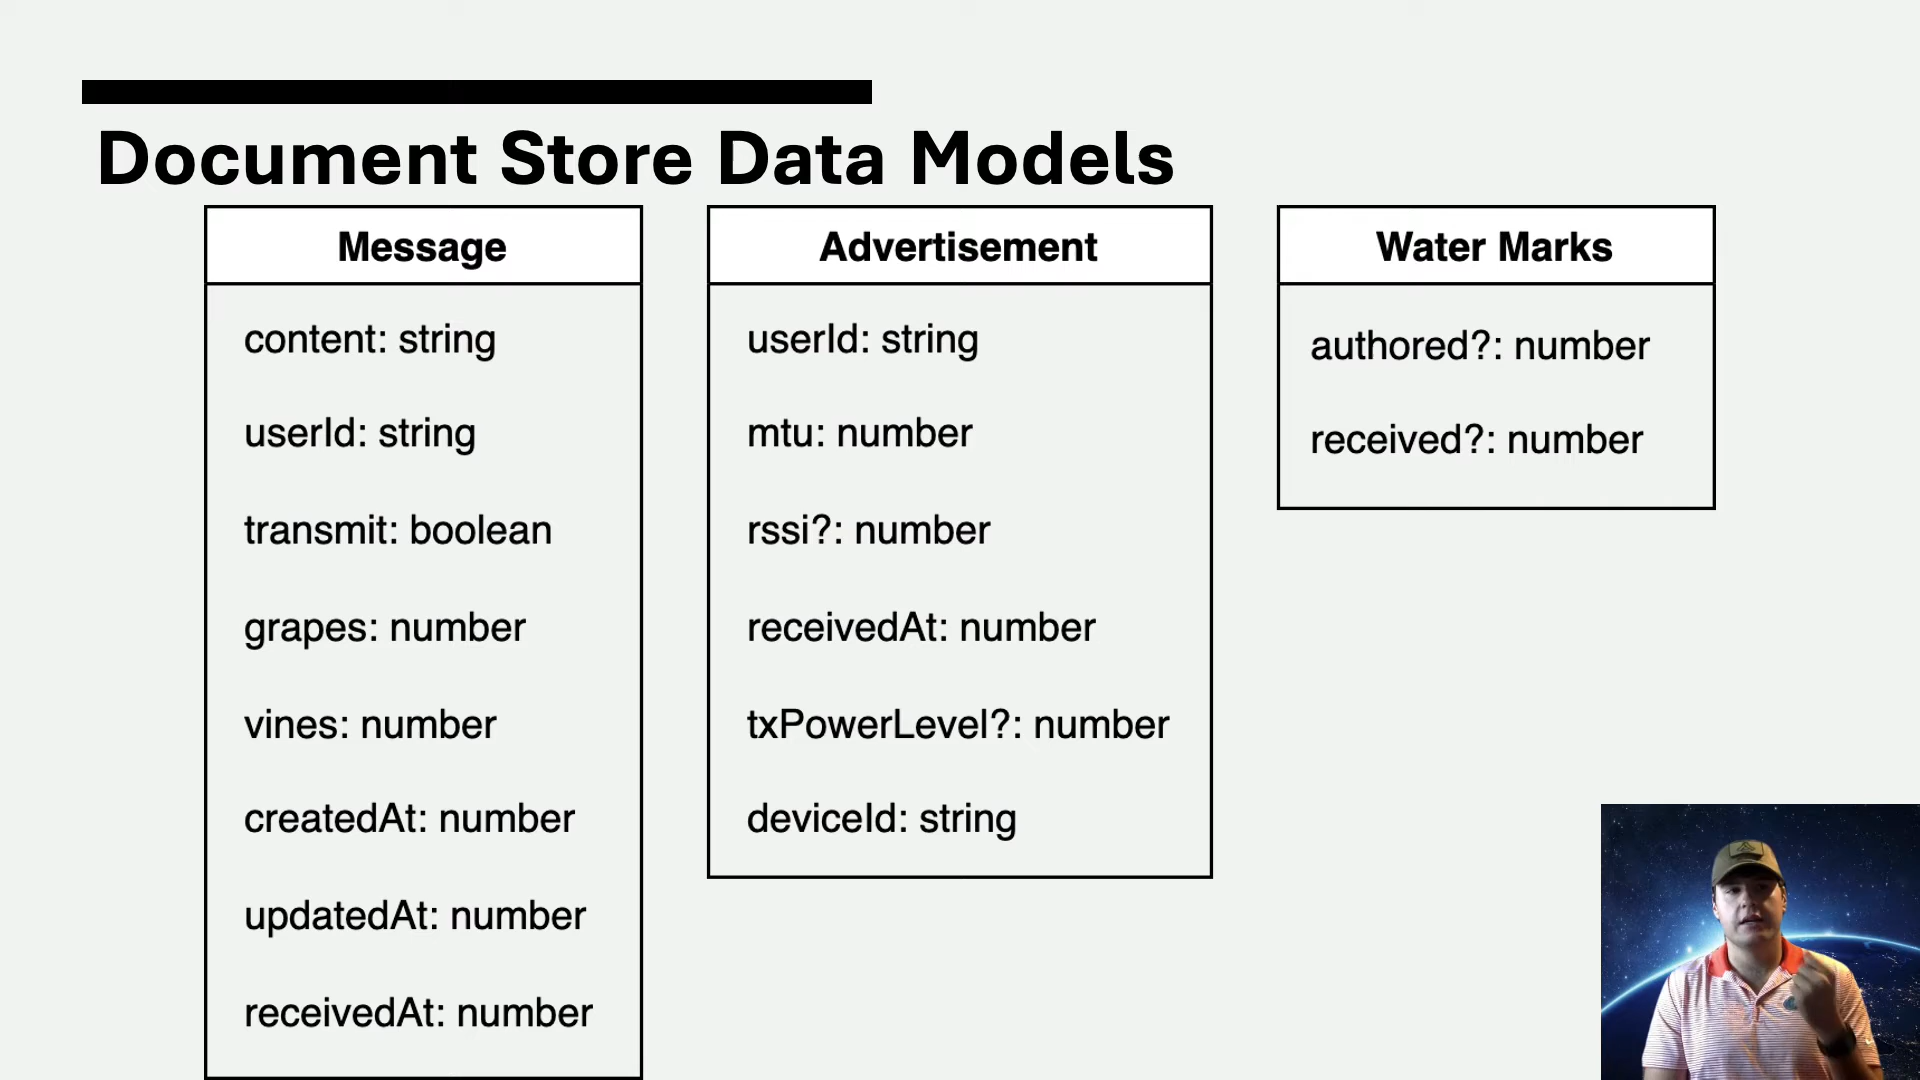 Document Store Data Models
Message
content: string
userId: string
transmit: boolean
grapes: number
vines: number
createdAt: number
updatedAt: number
receivedAt: number
Advertisement
userId: string
mtu: number
rssi?: number
receivedAt: number
txPowerLevel?: number
deviceId: string
Water Marks
authored?: number
received?: number